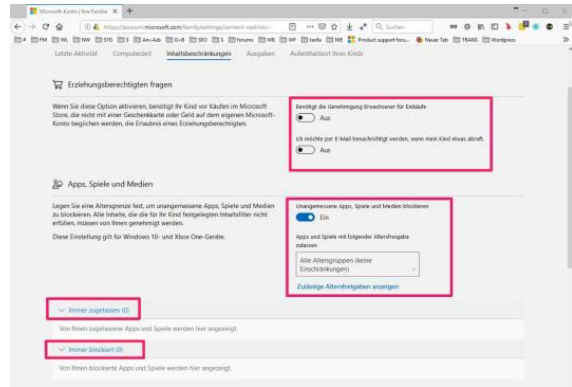 Microsoft-Konto | Ihre Familie
https://account.microsoft.com/family/settings/content-restrictio
Suchen
Product support foru...
Neuer Tab
TRANS
Wordpress
Letzte Aktivität Computerzeit Inhaltsbeschränkungen Ausgaben Aufenthaltsort Ihres Kinds
Erziehungsberechtigten fragen
Wenn Sie diese Option aktivieren, benötigt Ihr Kind vor Käufen im Microsoft
Store, die nicht mit einer Geschenkkarte oder Geld auf dem eigenen Microsoft-
Konto beglichen werden, die Erlaubnis eines Erziehungsberechtigten.
Benötigt die Genehmigung Erwachsener für Einkäufe
Aus
Ich möchte per E-Mail benachrichtigt werden, wenn mein Kind etwas abruft.
Aus
Apps, Spiele und Medien
Legen Sie eine Altersgrenze fest, um unangemessene Apps, Spiele und Medien
zu blockieren. Alle Inhalte, die die für Ihr Kind festgelegten Inhaltsfilter nicht
erfüllen, müssen von Ihnen genehmigt werden.
Diese Einstellung gilt für Windows 10- und Xbox One-Geräte.
Unangemessene Apps, Spiele und Medien blockieren
Ein
Apps und Spiele mit folgender Altersfreigabe
zulassen
Alle Altersgruppen (keine
Einschränkungen)
Zulässige Altersfreigaben anzeigen
Immer zugelassen (0)
Von Ihnen zugelassene Apps und Spiele werden hier angezeigt.
Immer blockiert (0)
Von Ihnen blockierte Apps und Spiele werden hier angezeigt.